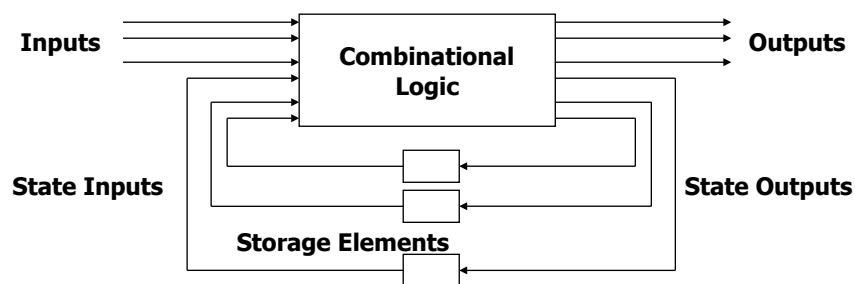 Inputs
Combinational
Logic
Outputs
State Inputs
State Outputs
Storage Elements